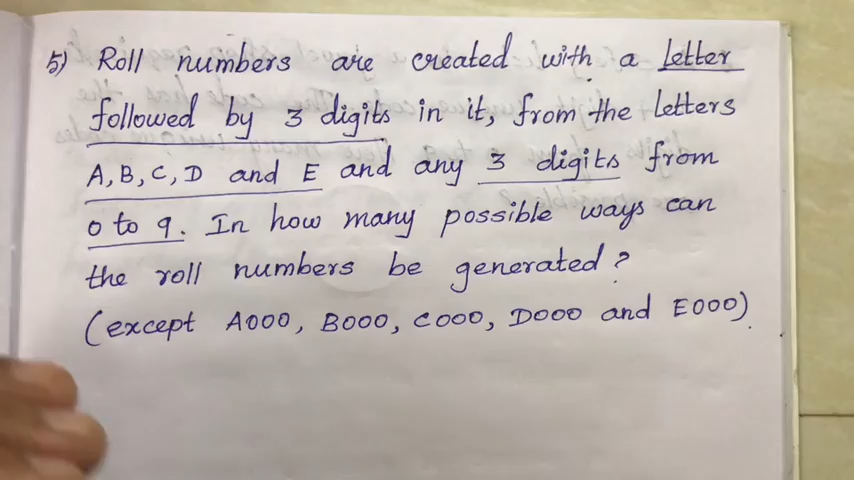 5) Roll numbers are created with a letter
followed by 3 digits in it, from the letters
A, B, C, D and E and any 3 digits from
0 to 9. In how many possible ways can
the roll numbers be generated?
(except A000, B000, C000, D000 and E000).